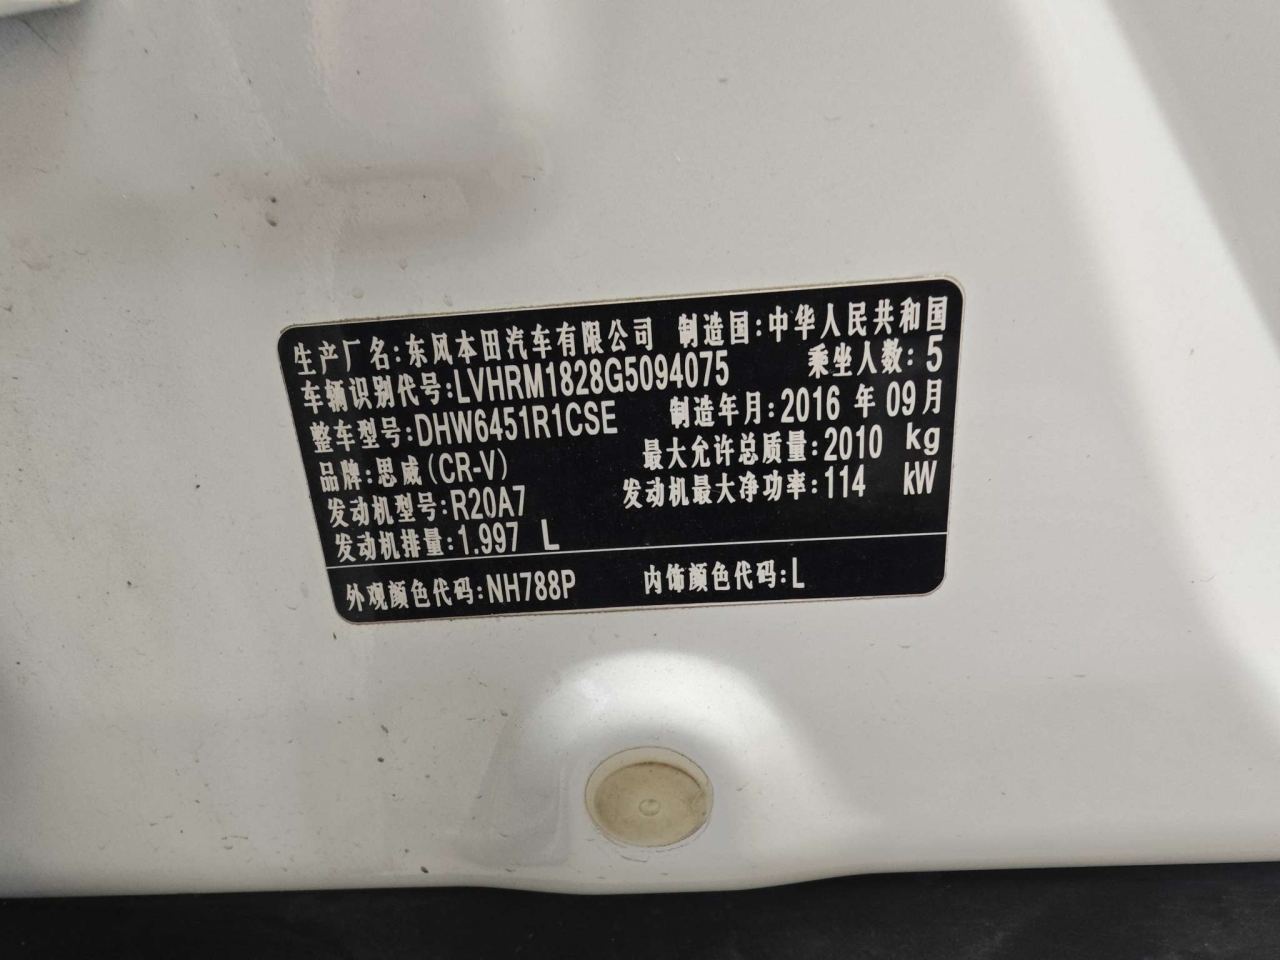 生产厂名:东风本田汽车有限公司 制造国:中华人民共和国
车辆识别代号:LVHRM1828G5094075 乘坐人数:5
整车型号:DHW6451R1CSE 制造年月:2016 年 09月
品牌:思威(CR-V) 最大允许总质量:2010 kg
发动机型号:R20A7 发动机最大净功率:114 kW
发动机排量:1.997 L
外观颜色代码:NH788P 内饰颜色代码:L